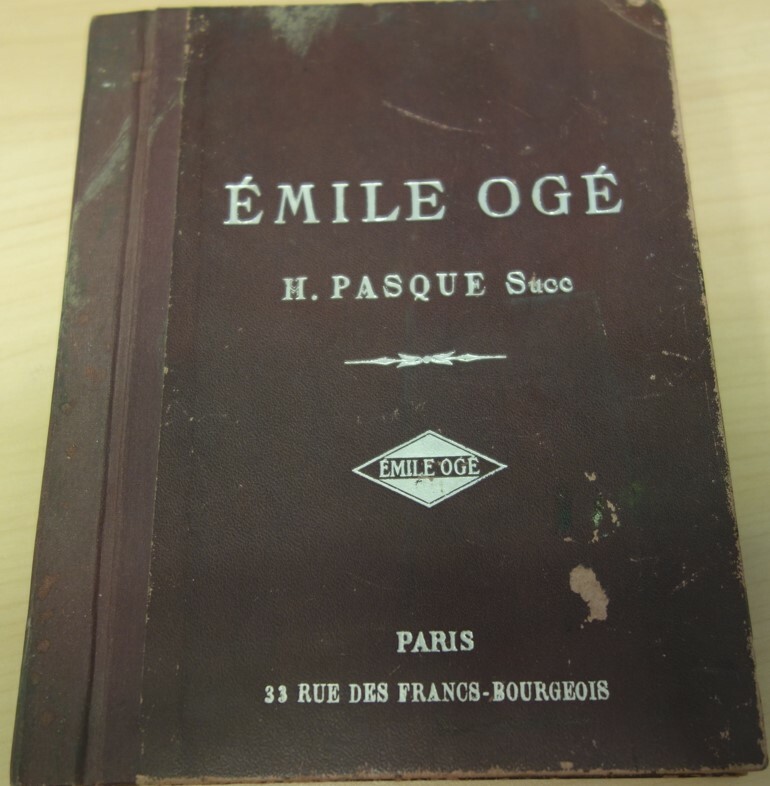 ÉMILE OGÉ
H. PASQUE Succ
ÉMILE OGÉ
PARIS
33 RUE DES FRANCS-BOURGEOIS